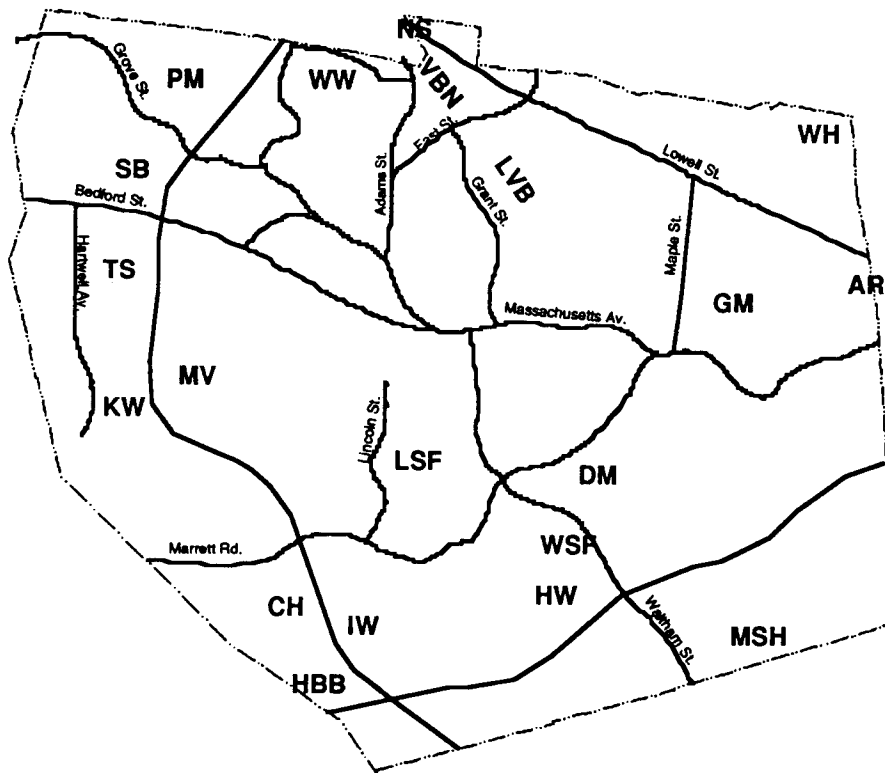 NS
Grove St.
PM
WW
VBN
WH
East St.
Lowell St.
SB
LVB
Adams St.
Bedford St.
Grant St.
Maple St.
Hartwell Av.
TS
AR
GM
Massachusetts Av.
MV
KW
Lincoln St.
LSF
DM
Marrett Rd.
WSF
HW
CH
IW
Waltham St.
MSH
HBB